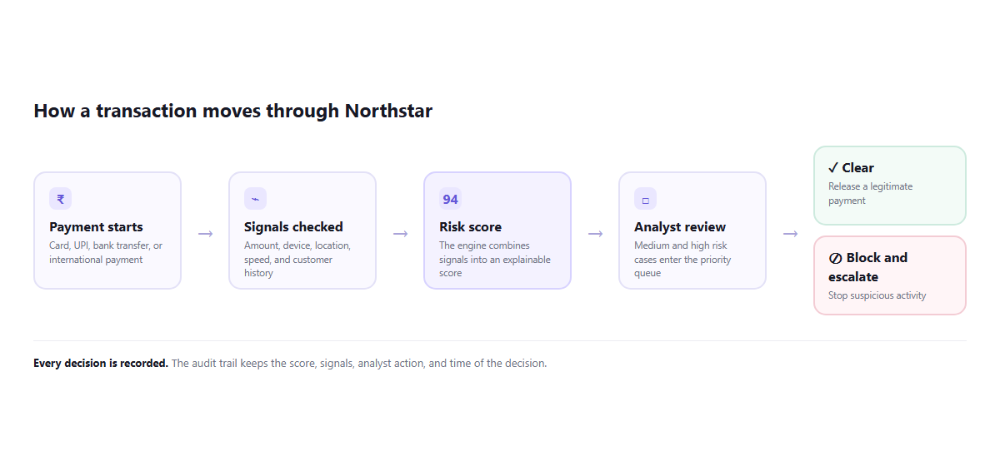 How a transaction moves through Northstar
₹
Payment starts
Card, UPI, bank transfer, or
international payment
→
Signals checked
Amount, device, location,
speed, and customer
history
→
94
Risk score
The engine combines
signals into an explainable
score
→
Analyst review
Medium and high risk
cases enter the priority
queue
→
✓ Clear
Release a legitimate
payment
⊘ Block and
escalate
Stop suspicious activity
Every decision is recorded. The audit trail keeps the score, signals, analyst action, and time of the decision.